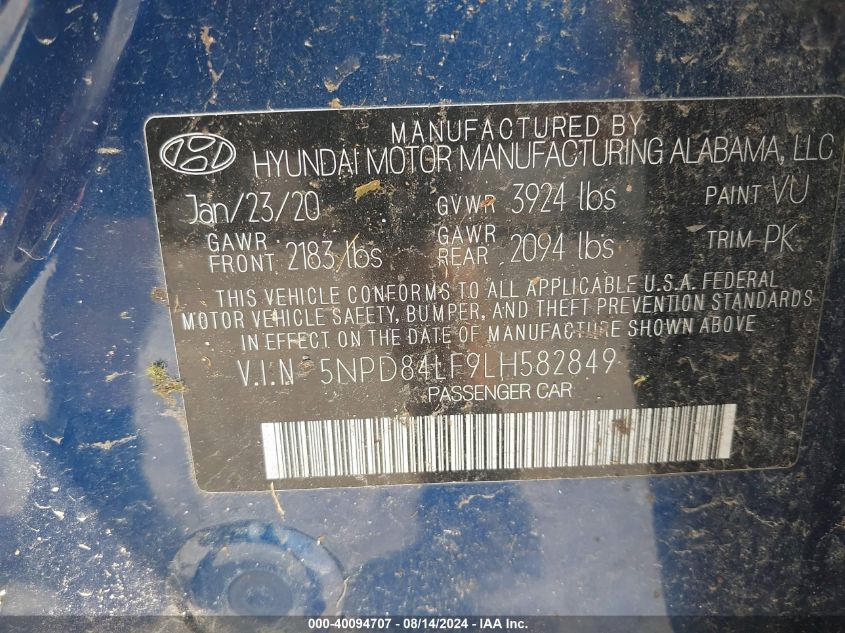 MANUFACTURED BY
HYUNDAI MOTOR MANUFACTURING ALABAMA, LLC
Jan/23/20 GVWR 3924 lbs PAINT VU
GAWR FRONT 2183 lbs GAWR REAR 2094 lbs TRIM PK
THIS VEHICLE CONFORMS TO ALL APPLICABLE U.S.A. FEDERAL
MOTOR VEHICLE SAFETY, BUMPER, AND THEFT PREVENTION STANDARDS
IN EFFECT ON THE DATE OF MANUFACTURE SHOWN ABOVE
V.I.N 5NPD84LF9LH582849
PASSENGER CAR
000-40094707 - 08/14/2024 - IAA Inc.